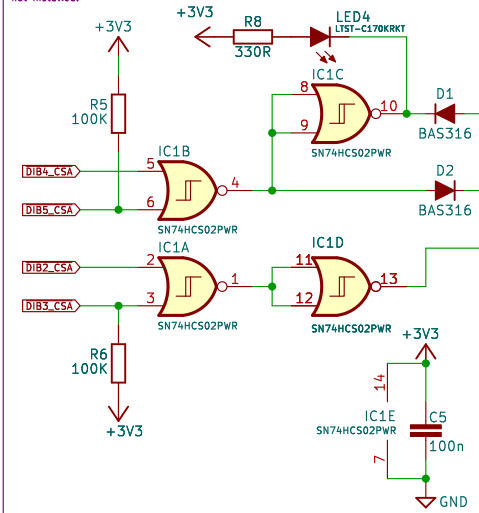 +3V3
LED4
LTST-C170KRKT
+3V3
R8
330R
IC1C
8
9
10
SN74HCS02PWR
D1
BAS316
R5
100K
IC1B
DIB4_CSA
5
4
D2
DIB5_CSA
6
BAS316
SN74HCS02PWR
IC1A
IC1D
DIB2_CSA
2
11
1
13
DIB3_CSA
3
12
SN74HCS02PWR
SN74HCS02PWR
R6
100K
+3V3
+3V3
14
IC1E
SN74HCS02PWR
C5
100n
7
GND